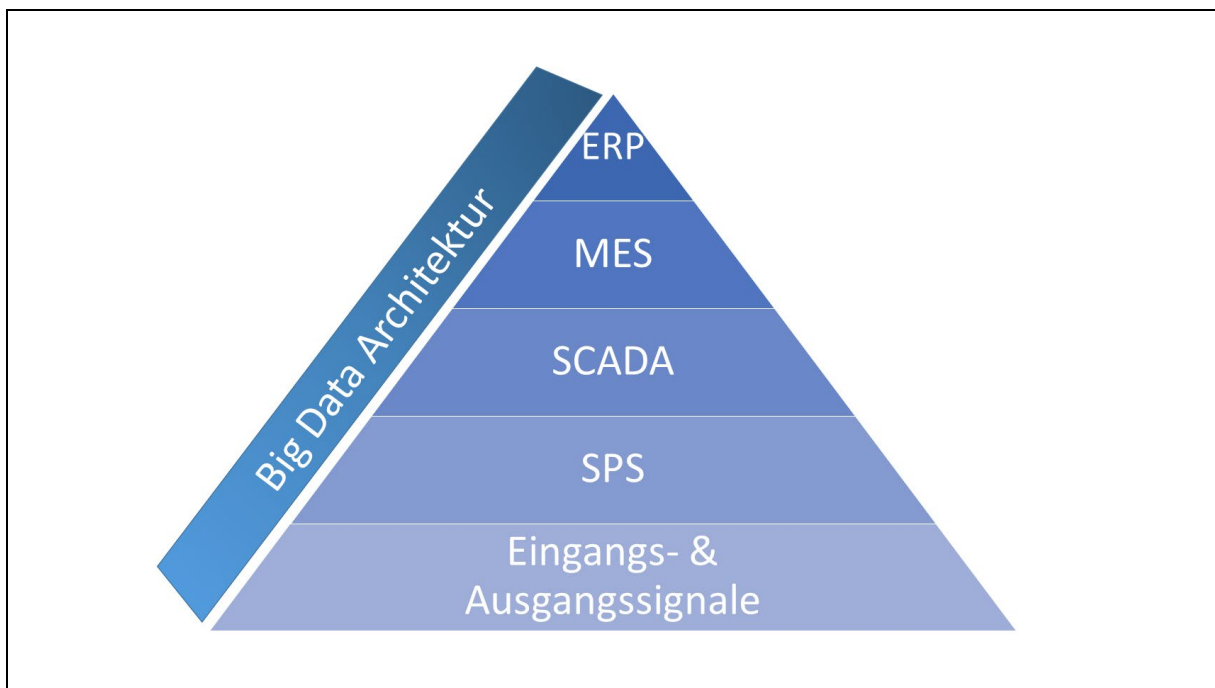 Big Data Architektur
ERP
MES
SCADA
SPS
Eingangs- &
Ausgangssignale